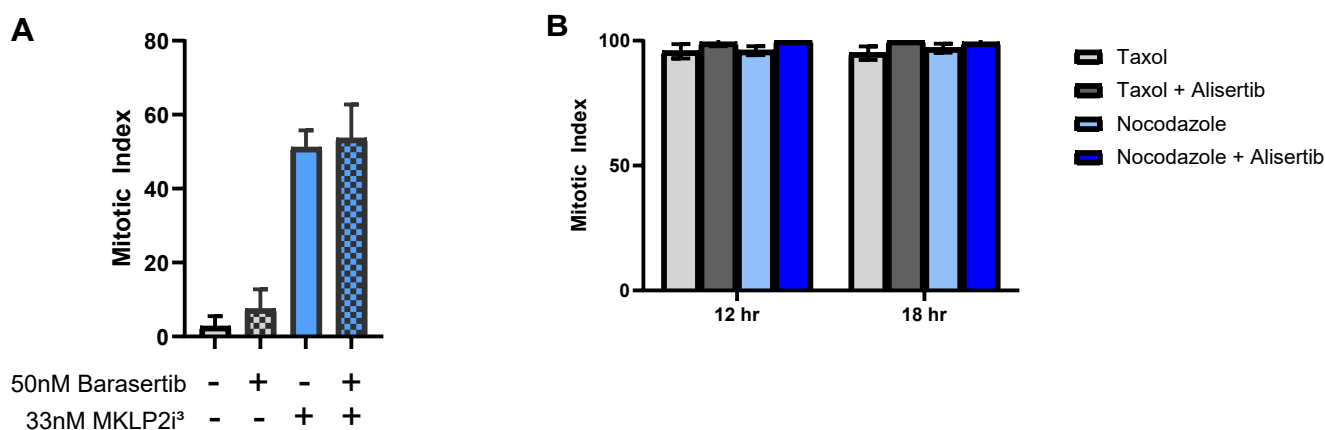 A
Mitotic Index
80
60
40
20
0
50nM Barasertib - + - +
33nM MKLP2i³ - - + +
B
Mitotic Index
100
50
0
12 hr 18 hr
Taxol
Taxol + Alisertib
Nocodazole
Nocodazole + Alisertib